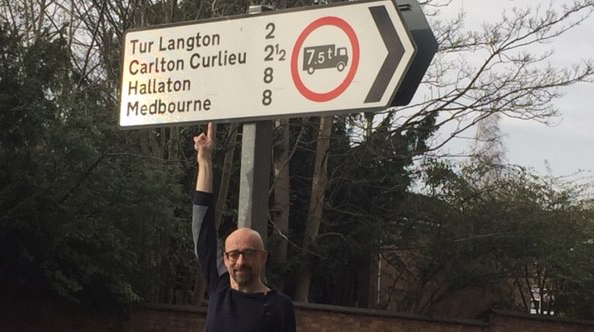 Tur Langton 2
Carlton Curlieu 2½
Hallaton 8
Medbourne 8
7.5t